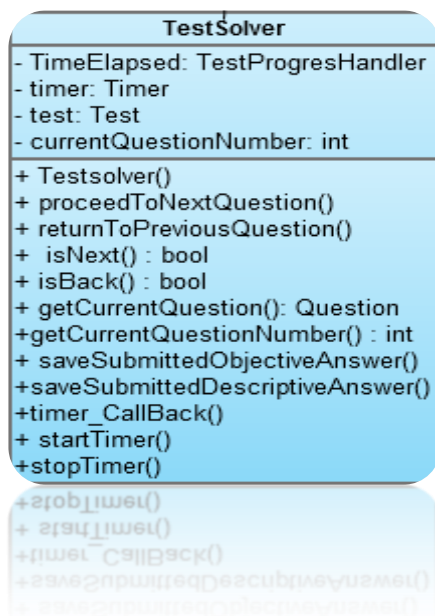 TestSolver
- TimeElapsed: TestProgresHandler
- timer: Timer
- test: Test
- currentQuestionNumber: int
+ Testsolver()
+ proceedToNextQuestion()
+ returnToPreviousQuestion()
+ isNext() : bool
+ isBack() : bool
+ getCurrentQuestion(): Question
+getCurrentQuestionNumber() : int
+ saveSubmittedObjectiveAnswer()
+saveSubmittedDescriptiveAnswer()
+timer_CallBack()
+ startTimer()
+stopTimer()